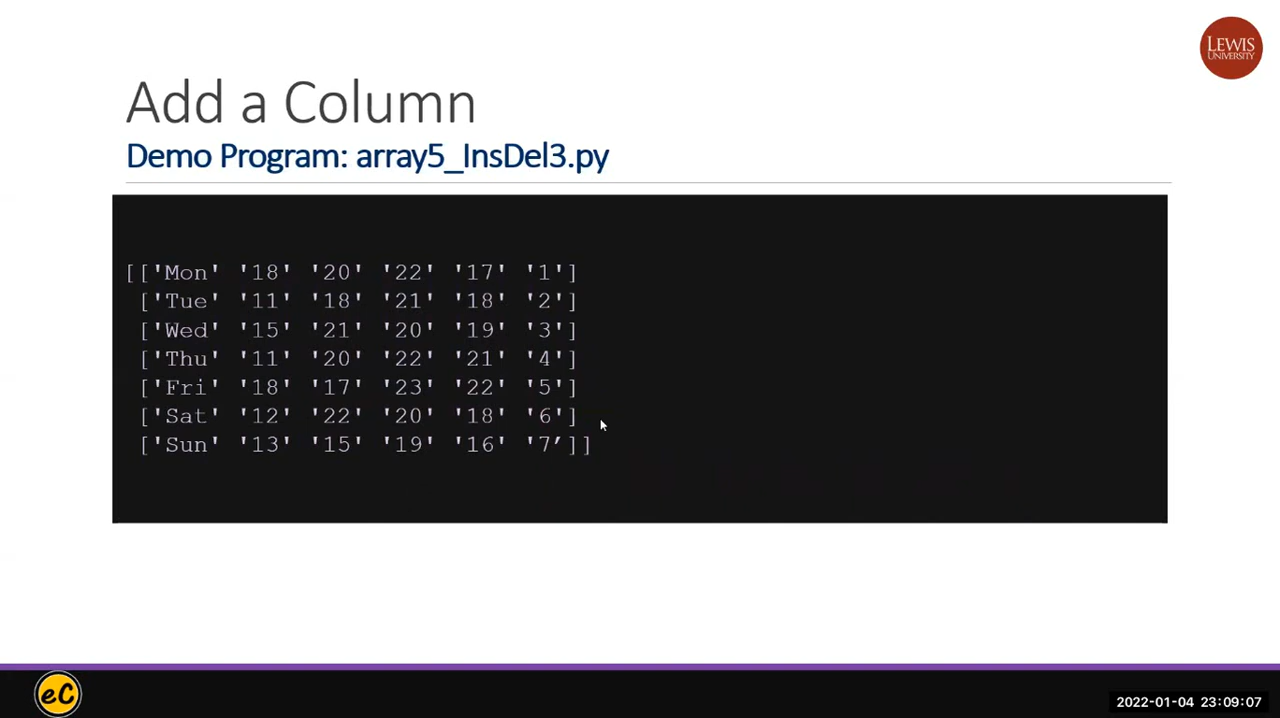 LEWIS
UNIVERSITY
Add a Column
Demo Program: array5_InsDel3.py
[['Mon' '18' '20' '22' '17' '1']
['Tue' '11' '18' '21' '18' '2']
['Wed' '15' '21' '20' '19' '3']
['Thu' '11' '20' '22' '21' '4']
['Fri' '18' '17' '23' '22' '5']
['Sat' '12' '22' '20' '18' '6']
['Sun' '13' '15' '19' '16' '7’]]
eC
2022-01-04 23:09:07